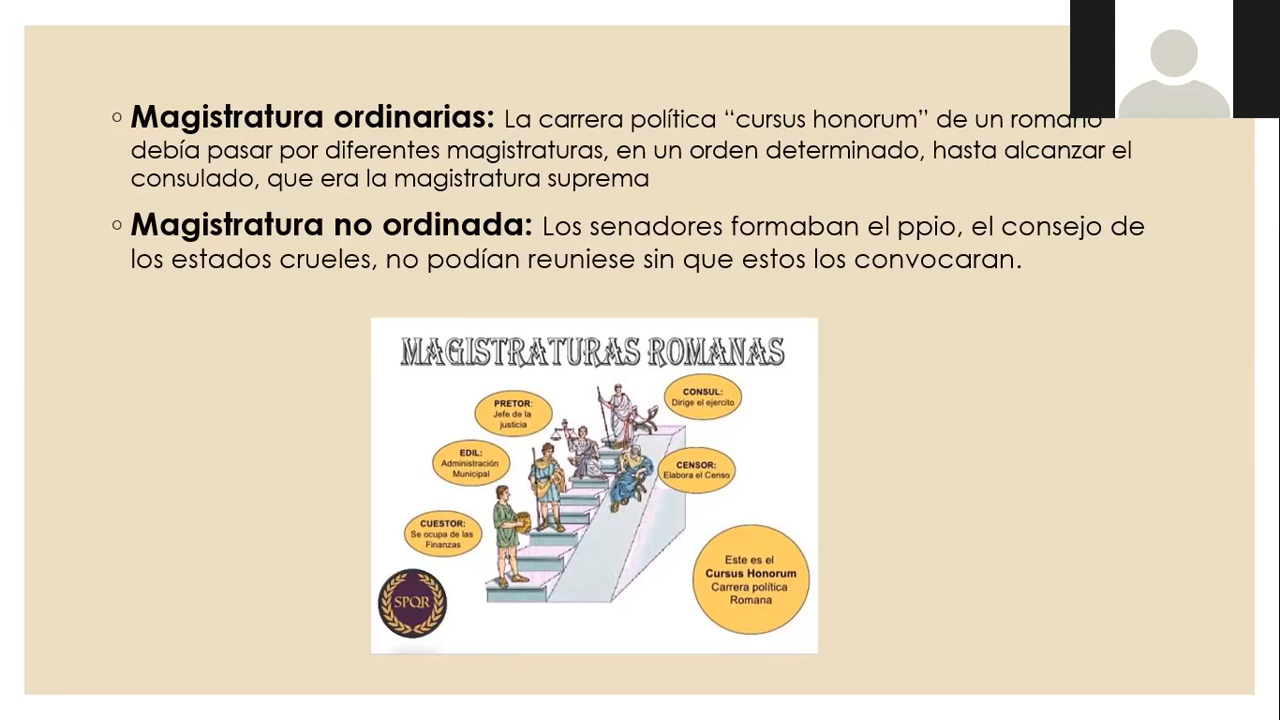 Magistratura ordinarias: La carrera política “cursus honorum” de un romano
debía pasar por diferentes magistraturas, en un orden determinado, hasta alcanzar el
consulado, que era la magistratura suprema
Magistratura no ordinada: Los senadores formaban el ppio, el consejo de
los estados crueles, no podían reuniese sin que estos los convocaran.
MAGISTRATURAS ROMANAS
CONSUL:
Dirige el ejercito
PRETOR:
Jefe de la
justicia
EDIL:
Administración
Municipal
CENSOR:
Elabora el Censo
CUESTOR:
Se ocupa de las
Finanzas
Este es el
Cursus Honorum
Carrera política
Romana
SPQR